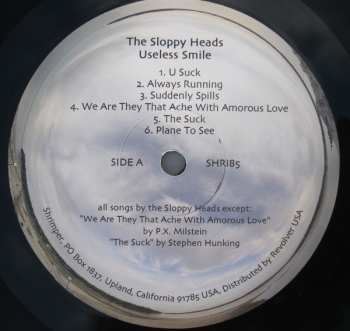 The Sloppy Heads
Useless Smile
1. U Suck
2. Always Running
3. Suddenly Spills
4. We Are They That Ache With Amorous Love
5. The Suck
6. Plane To See
SIDE A
SHR185
all songs by the Sloppy Heads except:
"We Are They That Ache With Amorous Love"
by P.X. Milstein
"The Suck" by Stephen Hunking
Shrimper, PO Box 1837, Upland, California 91785 USA, Distributed by Revolver USA